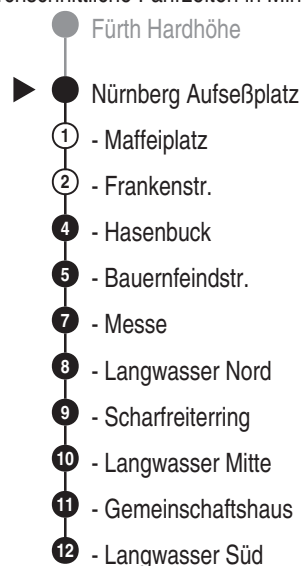 Fürth Hardhöhe
Nürnberg Aufseßplatz
1 - Maffeiplatz
2 - Frankenstr.
4 - Hasenbuck
5 - Bauernfeindstr.
7 - Messe
8 - Langwasser Nord
9 - Scharfreiterring
10 - Langwasser Mitte
11 - Gemeinschaftshaus
12 - Langwasser Süd